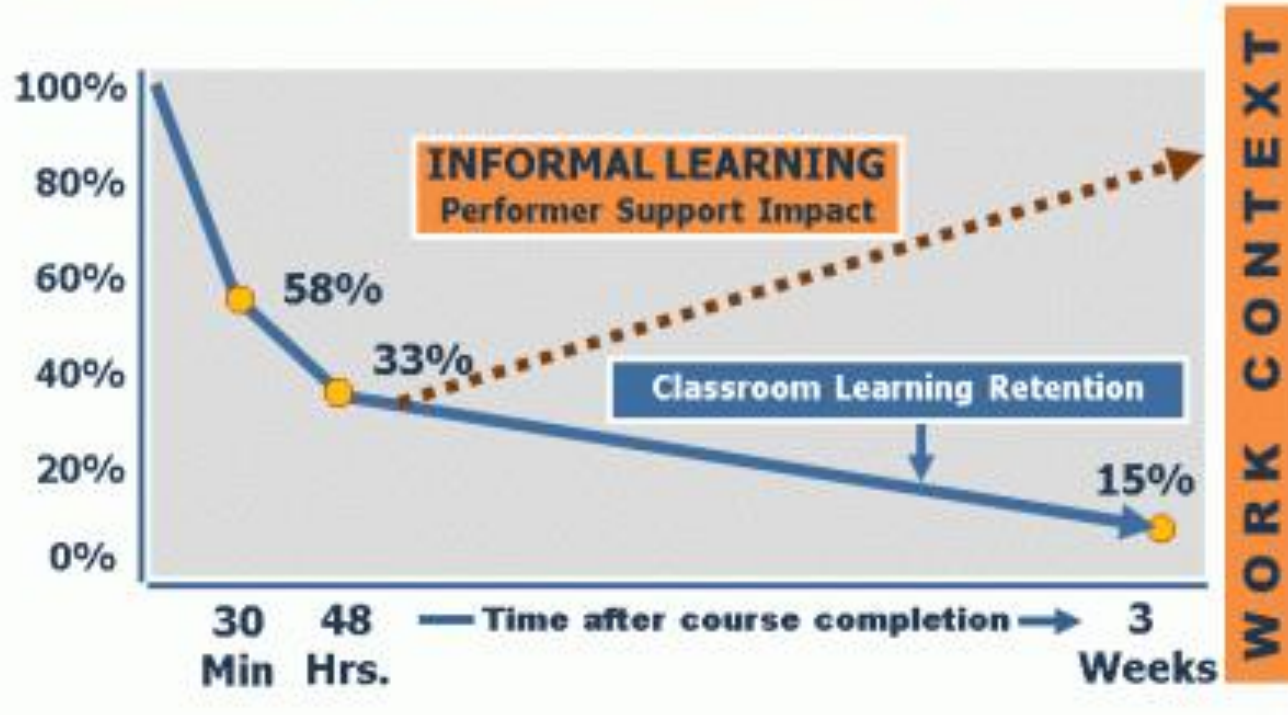 100%
80%
60%
40%
20%
0%
INFORMAL LEARNING
Performer Support Impact
58%
33%
Classroom Learning Retention
15%
30
Min
48
Hrs.
Time after course completion
3
Weeks
WORK CONTEXT